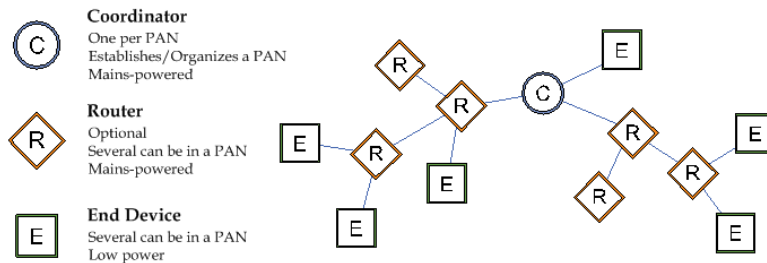 C
Coordinator
One per PAN
Establishes/Organizes a PAN
Mains-powered
R
Router
Optional
Several can be in a PAN
Mains-powered
E
End Device
Several can be in a PAN
Low power
E
R
C
R
R
E
E
R
R
E
R
E
E